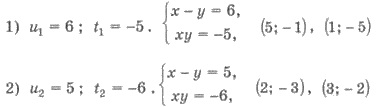 1) u₁ = 6 ; t₁ = −5 . { x − y = 6, xy = −5, (5; −1), (1; −5)
2) u₂ = 5 ; t₂ = −6 . { x − y = 5, xy = −6, (2; −3), (3; −2)